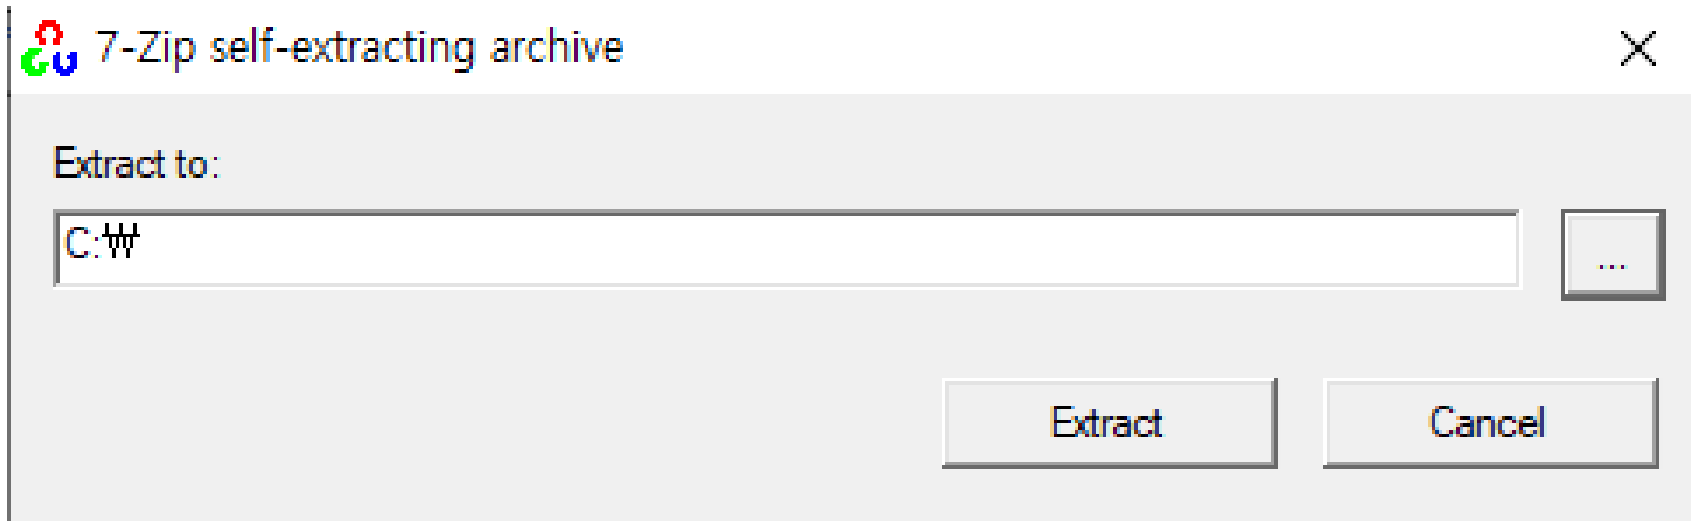 7-Zip self-extracting archive
Extract to:
C:₩
...
Extract
Cancel